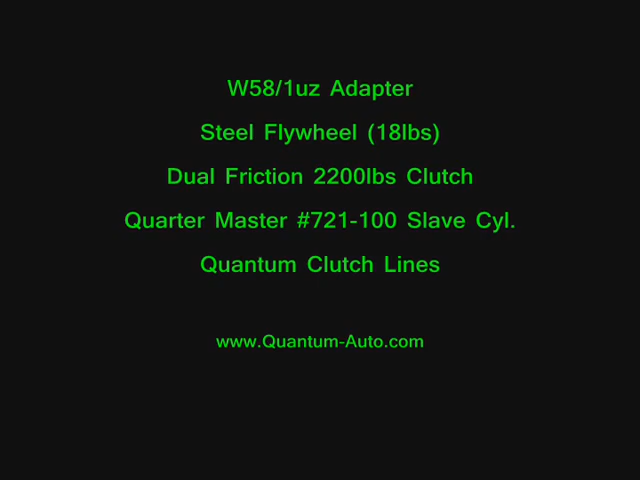 W58/1uz Adapter
Steel Flywheel (18lbs)
Dual Friction 2200lbs Clutch
Quarter Master #721-100 Slave Cyl.
Quantum Clutch Lines
www.Quantum-Auto.com